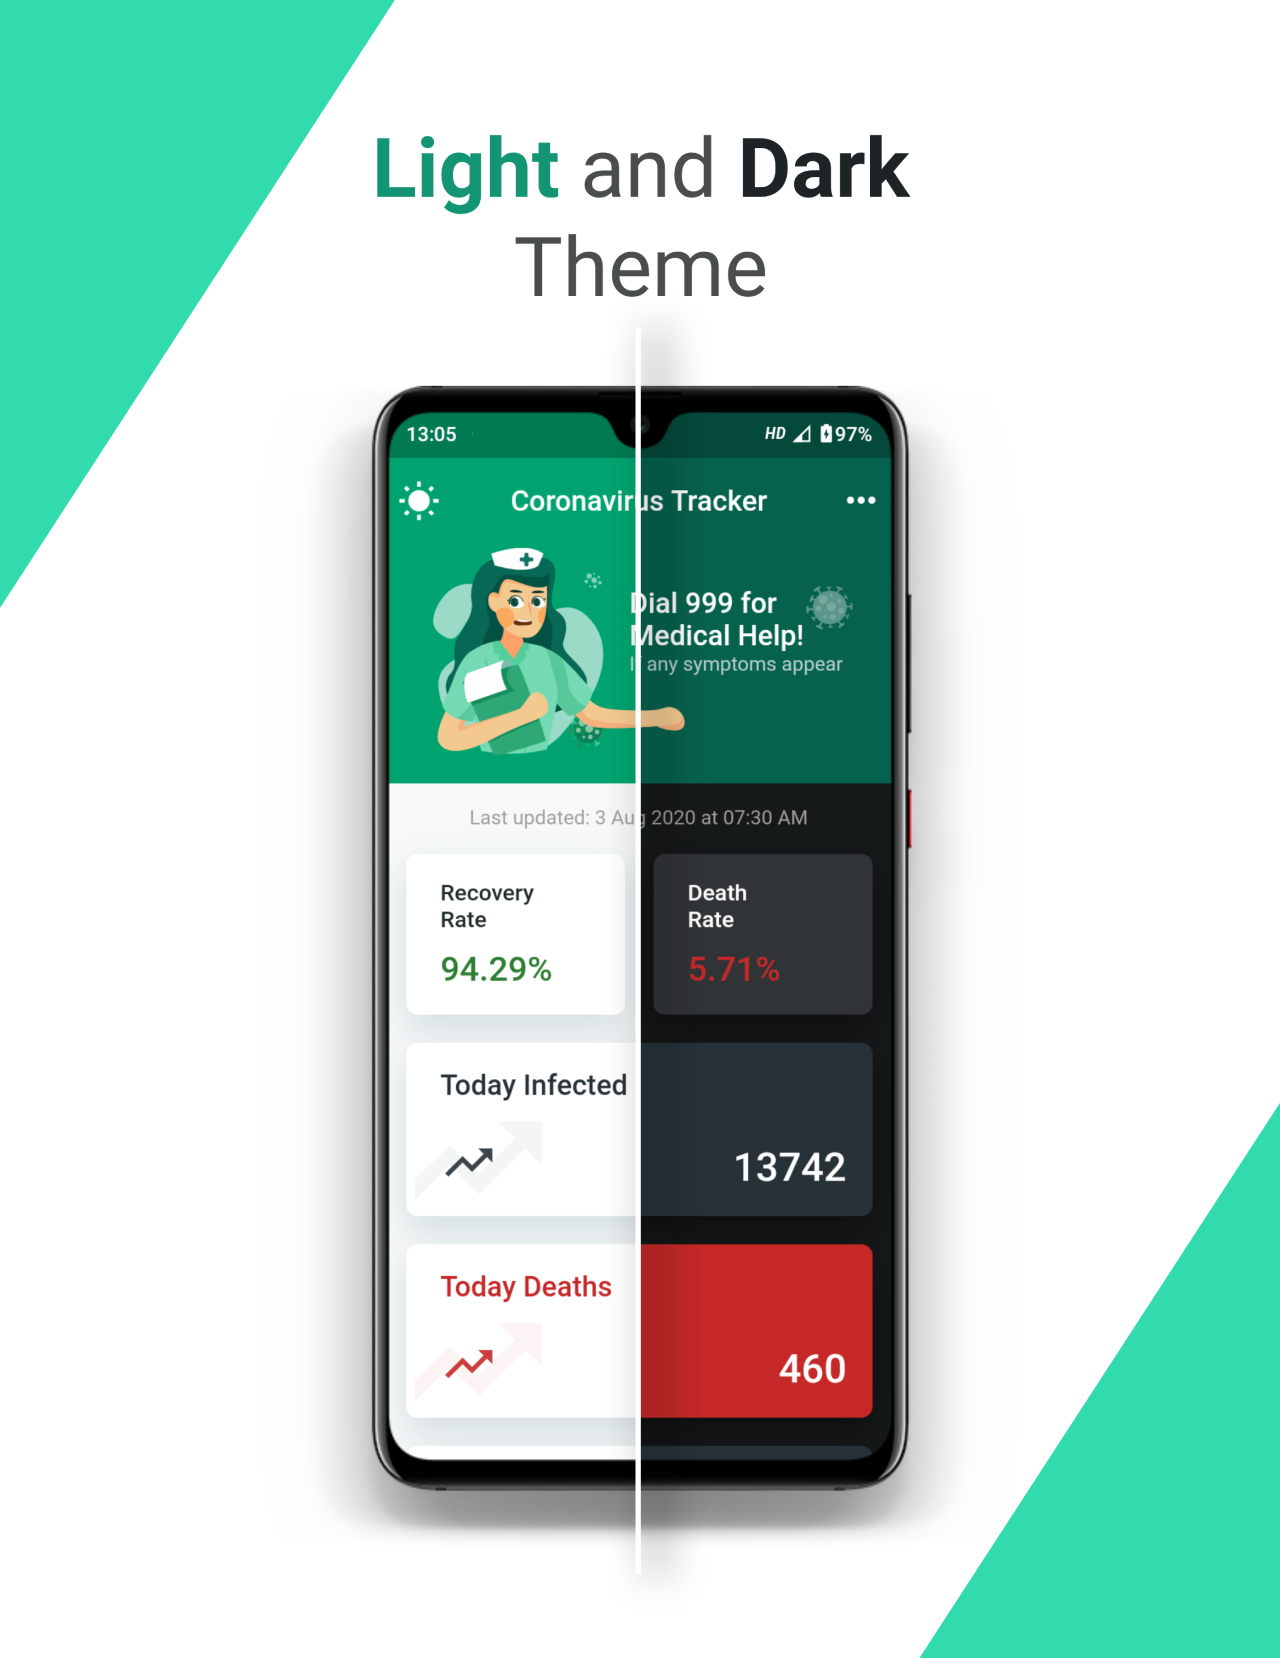 Light and Dark
Theme
13:05
HD 97%
Coronavirus Tracker
Dial 999 for
Medical Help!
If any symptoms appear
Last updated: 3 Aug 2020 at 07:30 AM
Recovery
Rate
94.29%
Death
Rate
5.71%
Today Infected
13742
Today Deaths
460